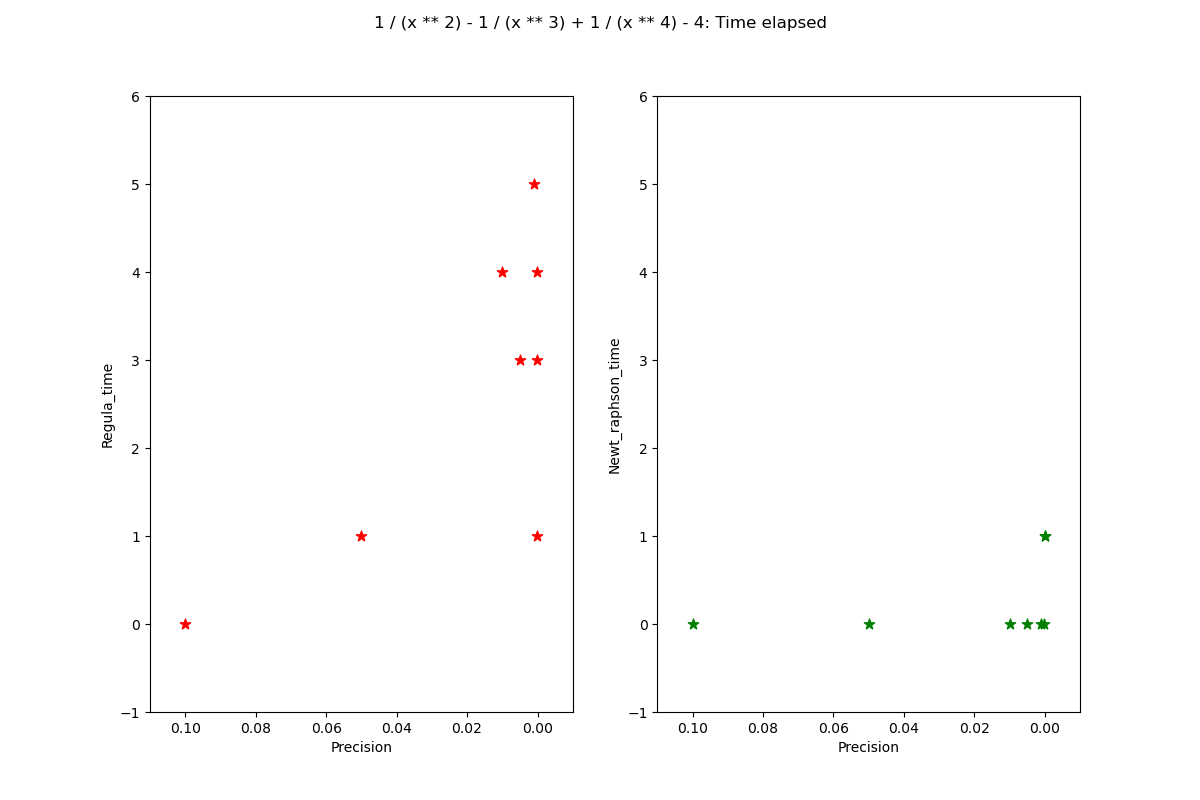 1 / (x ** 2) - 1 / (x ** 3) + 1 / (x ** 4) - 4: Time elapsed
Regula_time
6
5
4
3
2
1
0
−1
0.10 0.08 0.06 0.04 0.02 0.00
Precision
Newt_raphson_time
6
5
4
3
2
1
0
−1
0.10 0.08 0.06 0.04 0.02 0.00
Precision